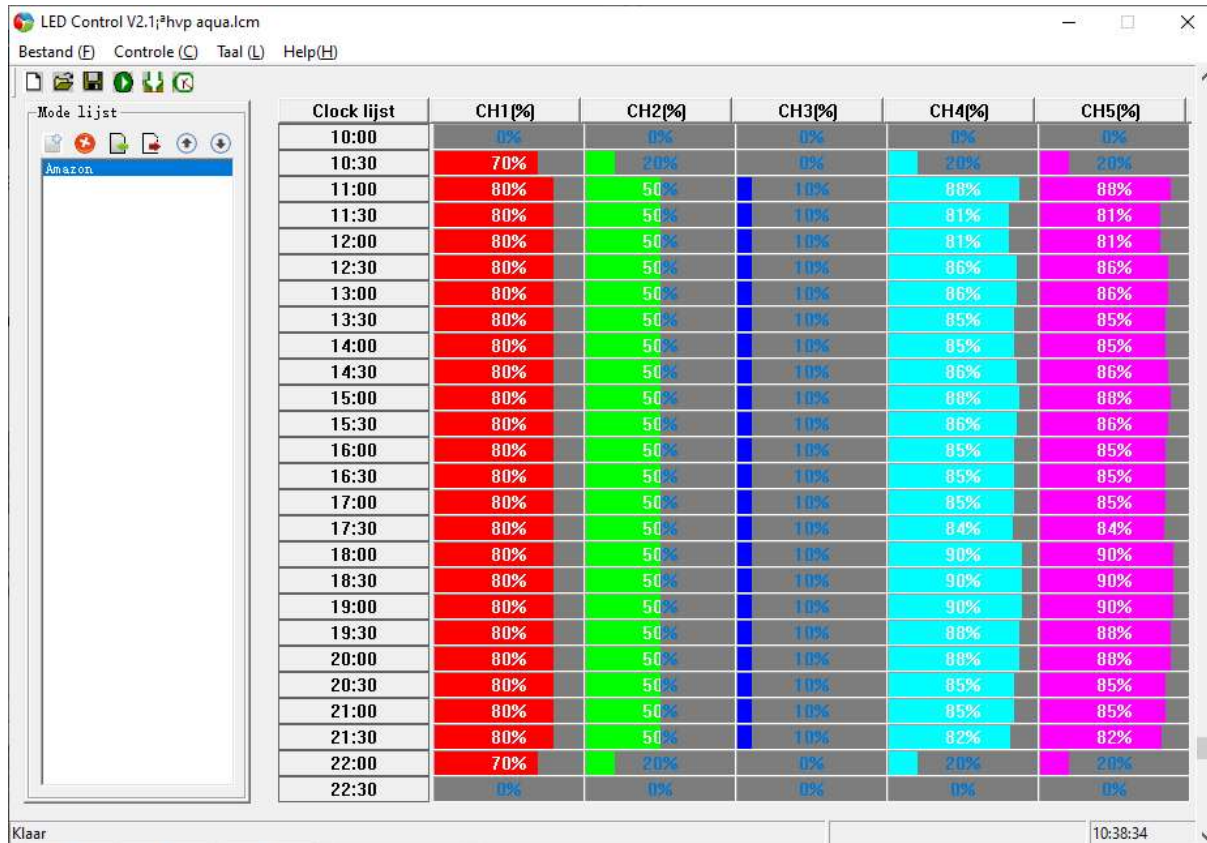 LED Control V2.1;ªhvp aqua.lcm
Bestand (F) Controle (C) Taal (L) Help(H)
Mode lijst
Amazon
Clock lijst CH1(%) CH2(%) CH3(%) CH4(%) CH5(%)
10:00 0% 0% 0% 0% 0%
10:30 70% 20% 0% 20% 20%
11:00 80% 50% 10% 88% 88%
11:30 80% 50% 10% 81% 81%
12:00 80% 50% 10% 81% 81%
12:30 80% 50% 10% 86% 86%
13:00 80% 50% 10% 86% 86%
13:30 80% 50% 10% 85% 85%
14:00 80% 50% 10% 85% 85%
14:30 80% 50% 10% 86% 86%
15:00 80% 50% 10% 88% 88%
15:30 80% 50% 10% 86% 86%
16:00 80% 50% 10% 85% 85%
16:30 80% 50% 10% 85% 85%
17:00 80% 50% 10% 85% 85%
17:30 80% 50% 10% 84% 84%
18:00 80% 50% 10% 90% 90%
18:30 80% 50% 10% 90% 90%
19:00 80% 50% 10% 90% 90%
19:30 80% 50% 10% 88% 88%
20:00 80% 50% 10% 88% 88%
20:30 80% 50% 10% 85% 85%
21:00 80% 50% 10% 85% 85%
21:30 80% 50% 10% 82% 82%
22:00 70% 20% 0% 20% 20%
22:30 0% 0% 0% 0% 0%
Klaar 10:38:34